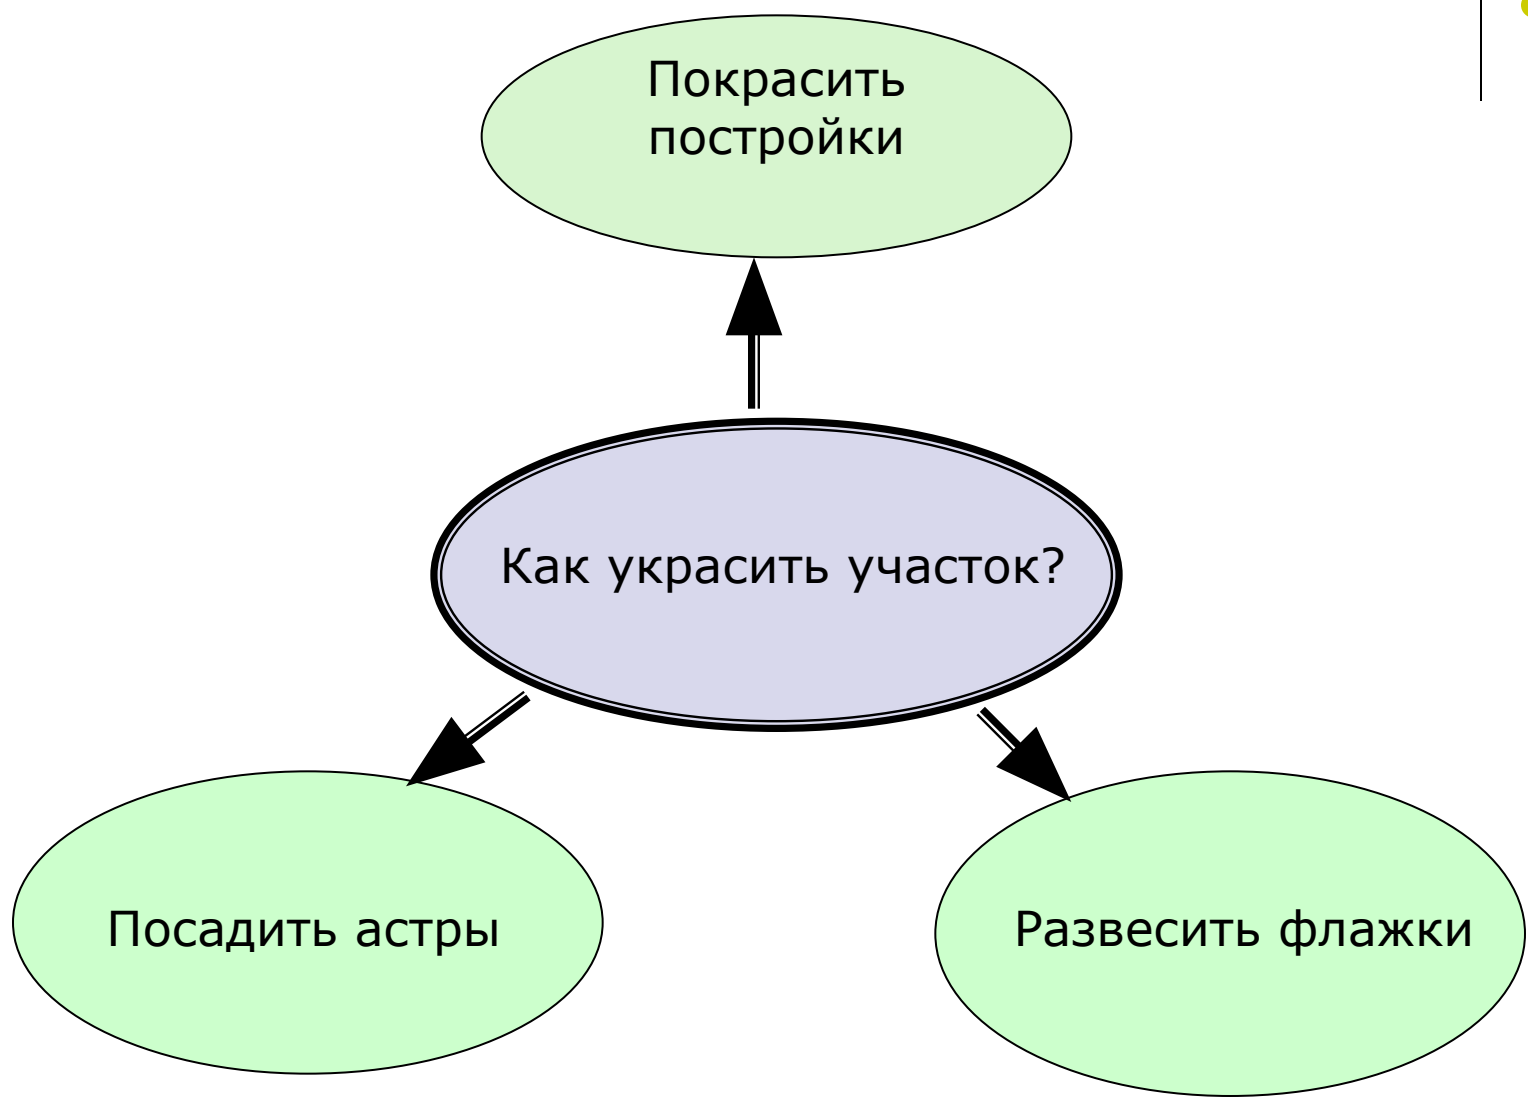 Покрасить
постройки
Как украсить участок?
Посадить астры
Развесить флажки